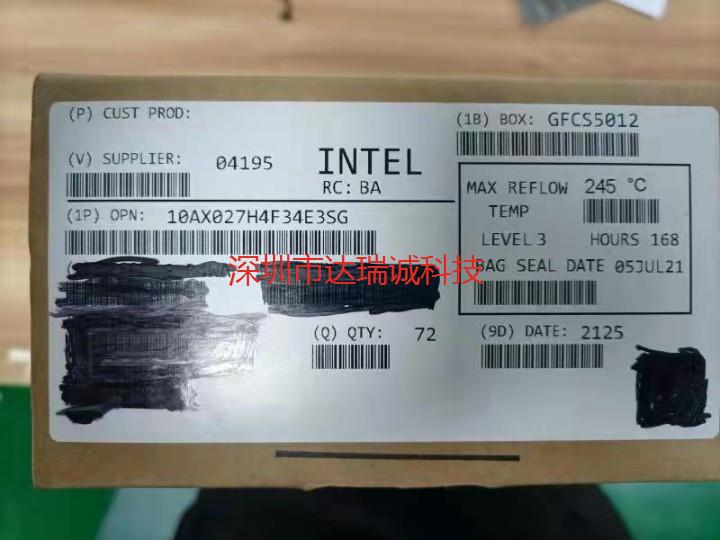 (P) CUST PROD:
(1B) BOX: GFCS5012
(V) SUPPLIER: 04195 INTEL
RC: BA
MAX REFLOW 245 ℃
TEMP
(1P) OPN: 10AX027H4F34E3SG
LEVEL 3 HOURS 168
BAG SEAL DATE 05JUL21
深圳市达瑞诚科技
(Q) QTY: 72
(9D) DATE: 2125